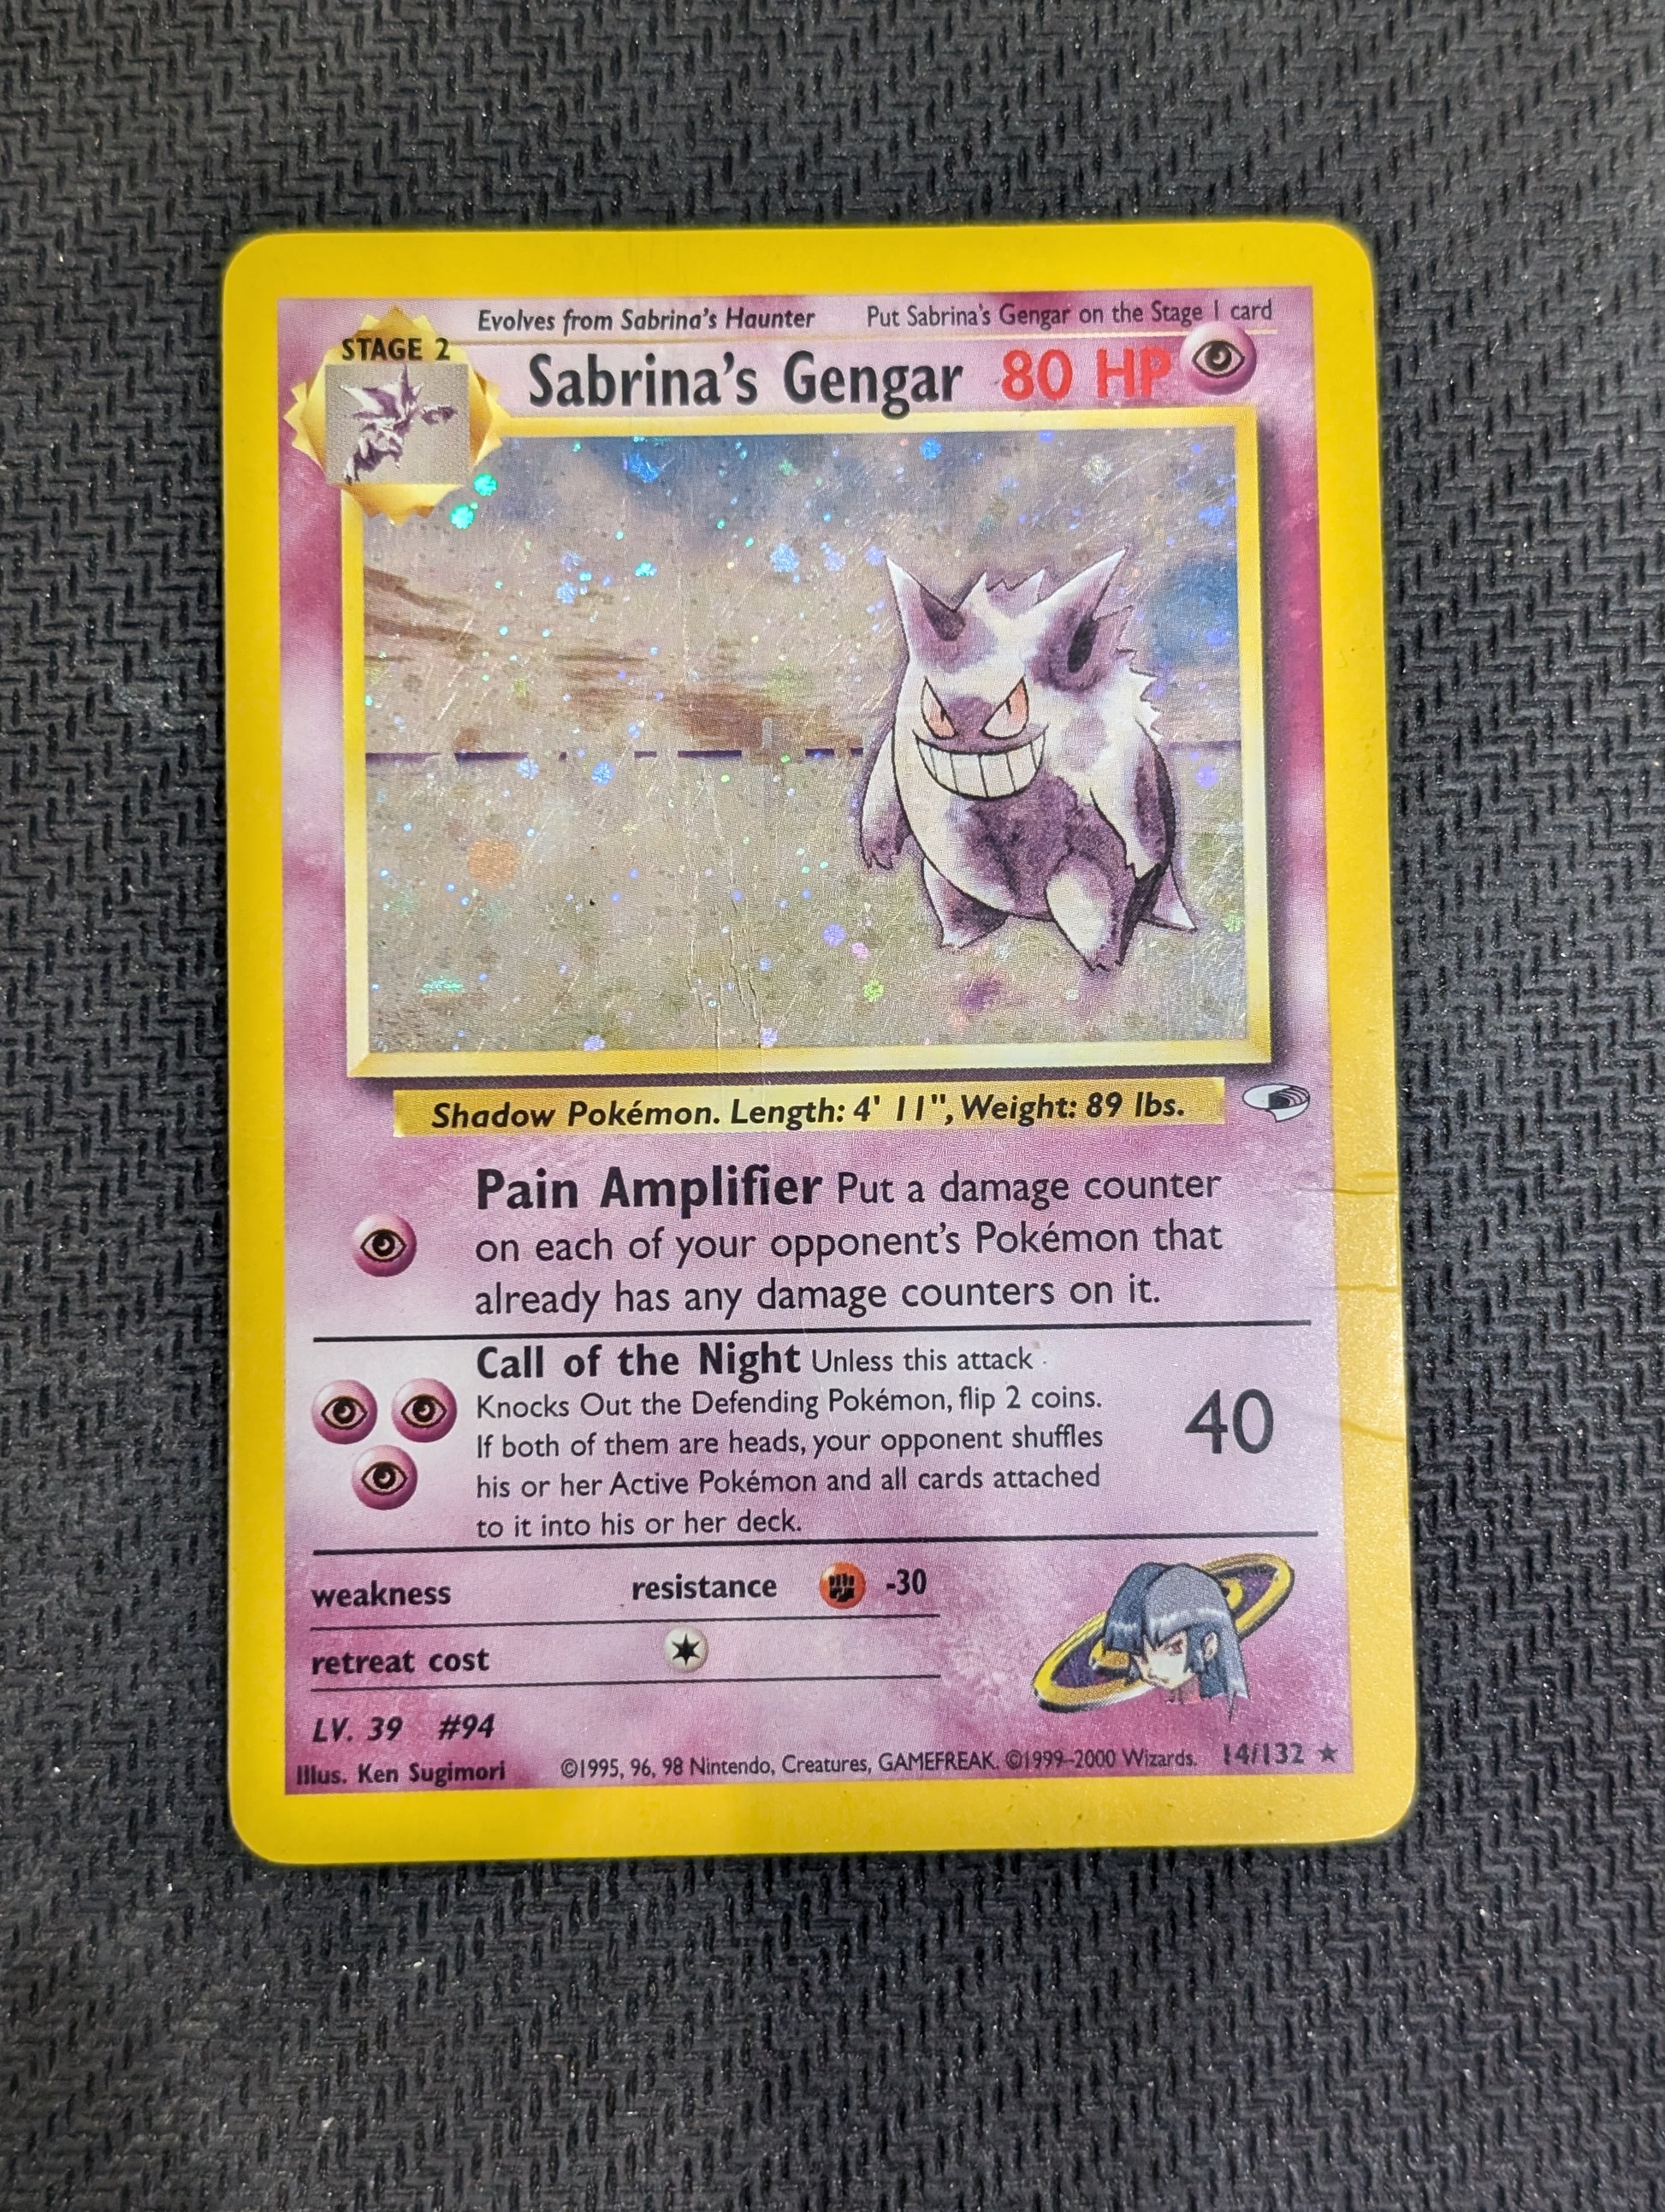 Evolves from Sabrina's Haunter Put Sabrina's Gengar on the Stage 1 card
STAGE 2
Sabrina's Gengar 80 HP
Shadow Pokémon. Length: 4' 11", Weight: 89 lbs.
Pain Amplifier Put a damage counter
on each of your opponent's Pokémon that
already has any damage counters on it.
Call of the Night Unless this attack
Knocks Out the Defending Pokémon, flip 2 coins.
If both of them are heads, your opponent shuffles
his or her Active Pokémon and all cards attached
to it into his or her deck.
40
weakness resistance -30
retreat cost
LV. 39 #94
Illus. Ken Sugimori ©1995, 96, 98 Nintendo, Creatures, GAMEFREAK. ©1999–2000 Wizards. 14/132 ★